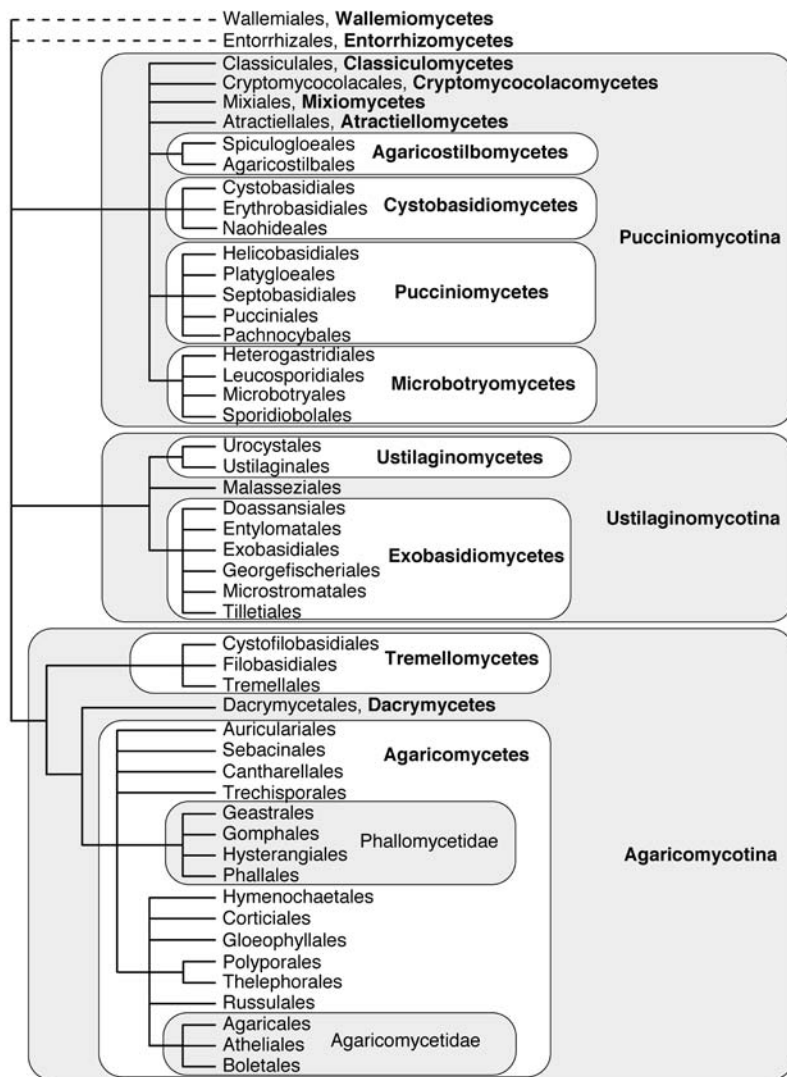 Wallemiales, Wallemiomycetes
Entorrhizales, Entorrhizomycetes
Classiculales, Classiculomycetes
Cryptomycocolacales, Cryptomycocolacomycetes
Mixiales, Mixiomycetes
Atractiellales, Atractiellomycetes
Spiculogloeales
Agaricostilbales
Agaricostilbomycetes
Cystobasidiales
Erythrobasidiales
Naohideales
Cystobasidiomycetes
Pucciniomycotina
Helicobasidiales
Platygloeales
Septobasidiales
Pucciniales
Pachnocybales
Pucciniomycetes
Heterogastridiales
Leucosporidiales
Microbotryales
Sporidiobolales
Microbotryomycetes
Urocystales
Ustilaginales
Ustilaginomycetes
Malasseziales
Ustilaginomycotina
Doassansiales
Entylomatales
Exobasidiales
Georgefischeriales
Microstromatales
Tilletiales
Exobasidiomycetes
Cystofilobasidiales
Filobasidiales
Tremellales
Tremellomycetes
Dacrymycetales, Dacrymycetes
Auriculariales
Sebacinales
Cantharellales
Trechisporales
Agaricomycetes
Geastrales
Gomphales
Hysterangiales
Phallales
Phallomycetidae
Agaricomycotina
Hymenochaetales
Corticiales
Gloeophyllales
Polyporales
Thelephorales
Russulales
Agaricales
Atheliales
Boletales
Agaricomycetidae